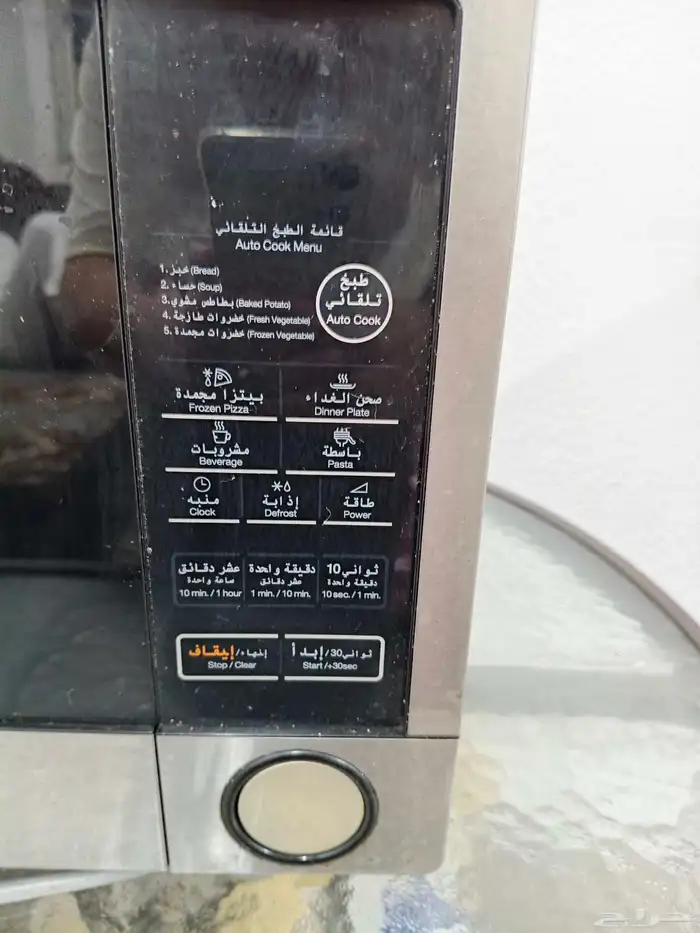 قائمة الطبخ التلقائي
Auto Cook Menu
1. خبز (Bread)
2. حساء (Soup)
3. بطاطس مشوي (Baked Potato)
4. خضروات طازجة (Fresh Vegetable)
5. خضروات مجمدة (Frozen Vegetable)
طبخ
تلقائي
Auto Cook
بيتزا مجمدة
Frozen Pizza
صحن الغداء
Dinner Plate
مشروبات
Beverage
باسطة
Pasta
منبه
Clock
إذابة
Defrost
طاقة
Power
عشر دقائق
ساعة واحدة
10 min. / 1 hour
دقيقة واحدة
عشر دقائق
1 min. / 10 min.
10 ثواني
دقيقة واحدة
10 sec. / 1 min.
إنهاء/إيقاف
Stop / Clear
ثواني30/إبدأ
Start/+30sec
حراج